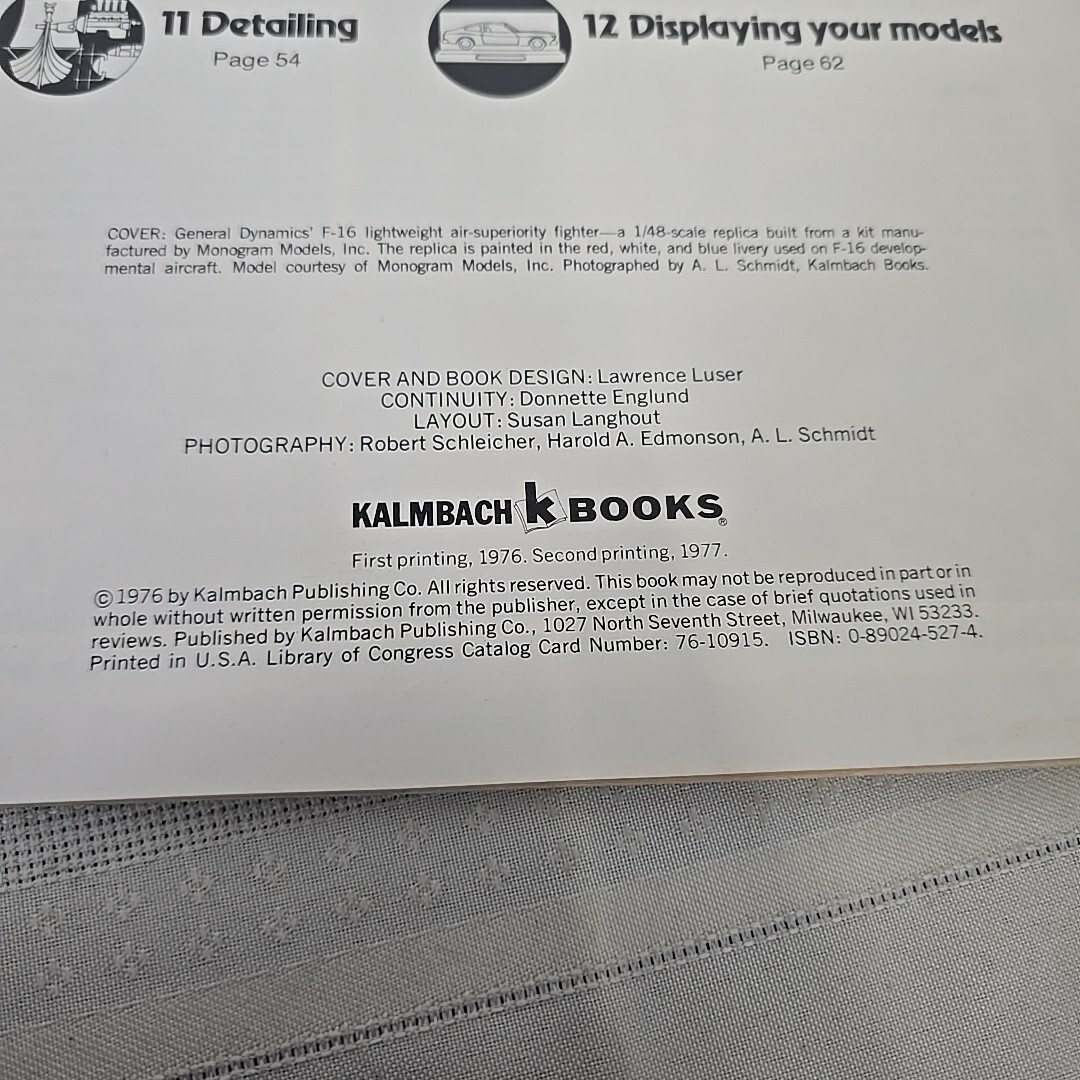 11 Detailing
Page 54
12 Displaying your models
Page 62
COVER: General Dynamics' F-16 lightweight air-superiority fighter—a 1/48-scale replica built from a kit manu-
factured by Monogram Models, Inc. The replica is painted in the red, white, and blue livery used on F-16 develop-
mental aircraft. Model courtesy of Monogram Models, Inc. Photographed by A. L. Schmidt, Kalmbach Books.
COVER AND BOOK DESIGN: Lawrence Luser
CONTINUITY: Donnette Englund
LAYOUT: Susan Langhout
PHOTOGRAPHY: Robert Schleicher, Harold A. Edmonson, A. L. Schmidt
KALMBACH k BOOKS®
First printing, 1976. Second printing, 1977.
© 1976 by Kalmbach Publishing Co. All rights reserved. This book may not be reproduced in part or in
whole without written permission from the publisher, except in the case of brief quotations used in
reviews. Published by Kalmbach Publishing Co., 1027 North Seventh Street, Milwaukee, WI 53233.
Printed in U.S.A. Library of Congress Catalog Card Number: 76-10915. ISBN: 0-89024-527-4.